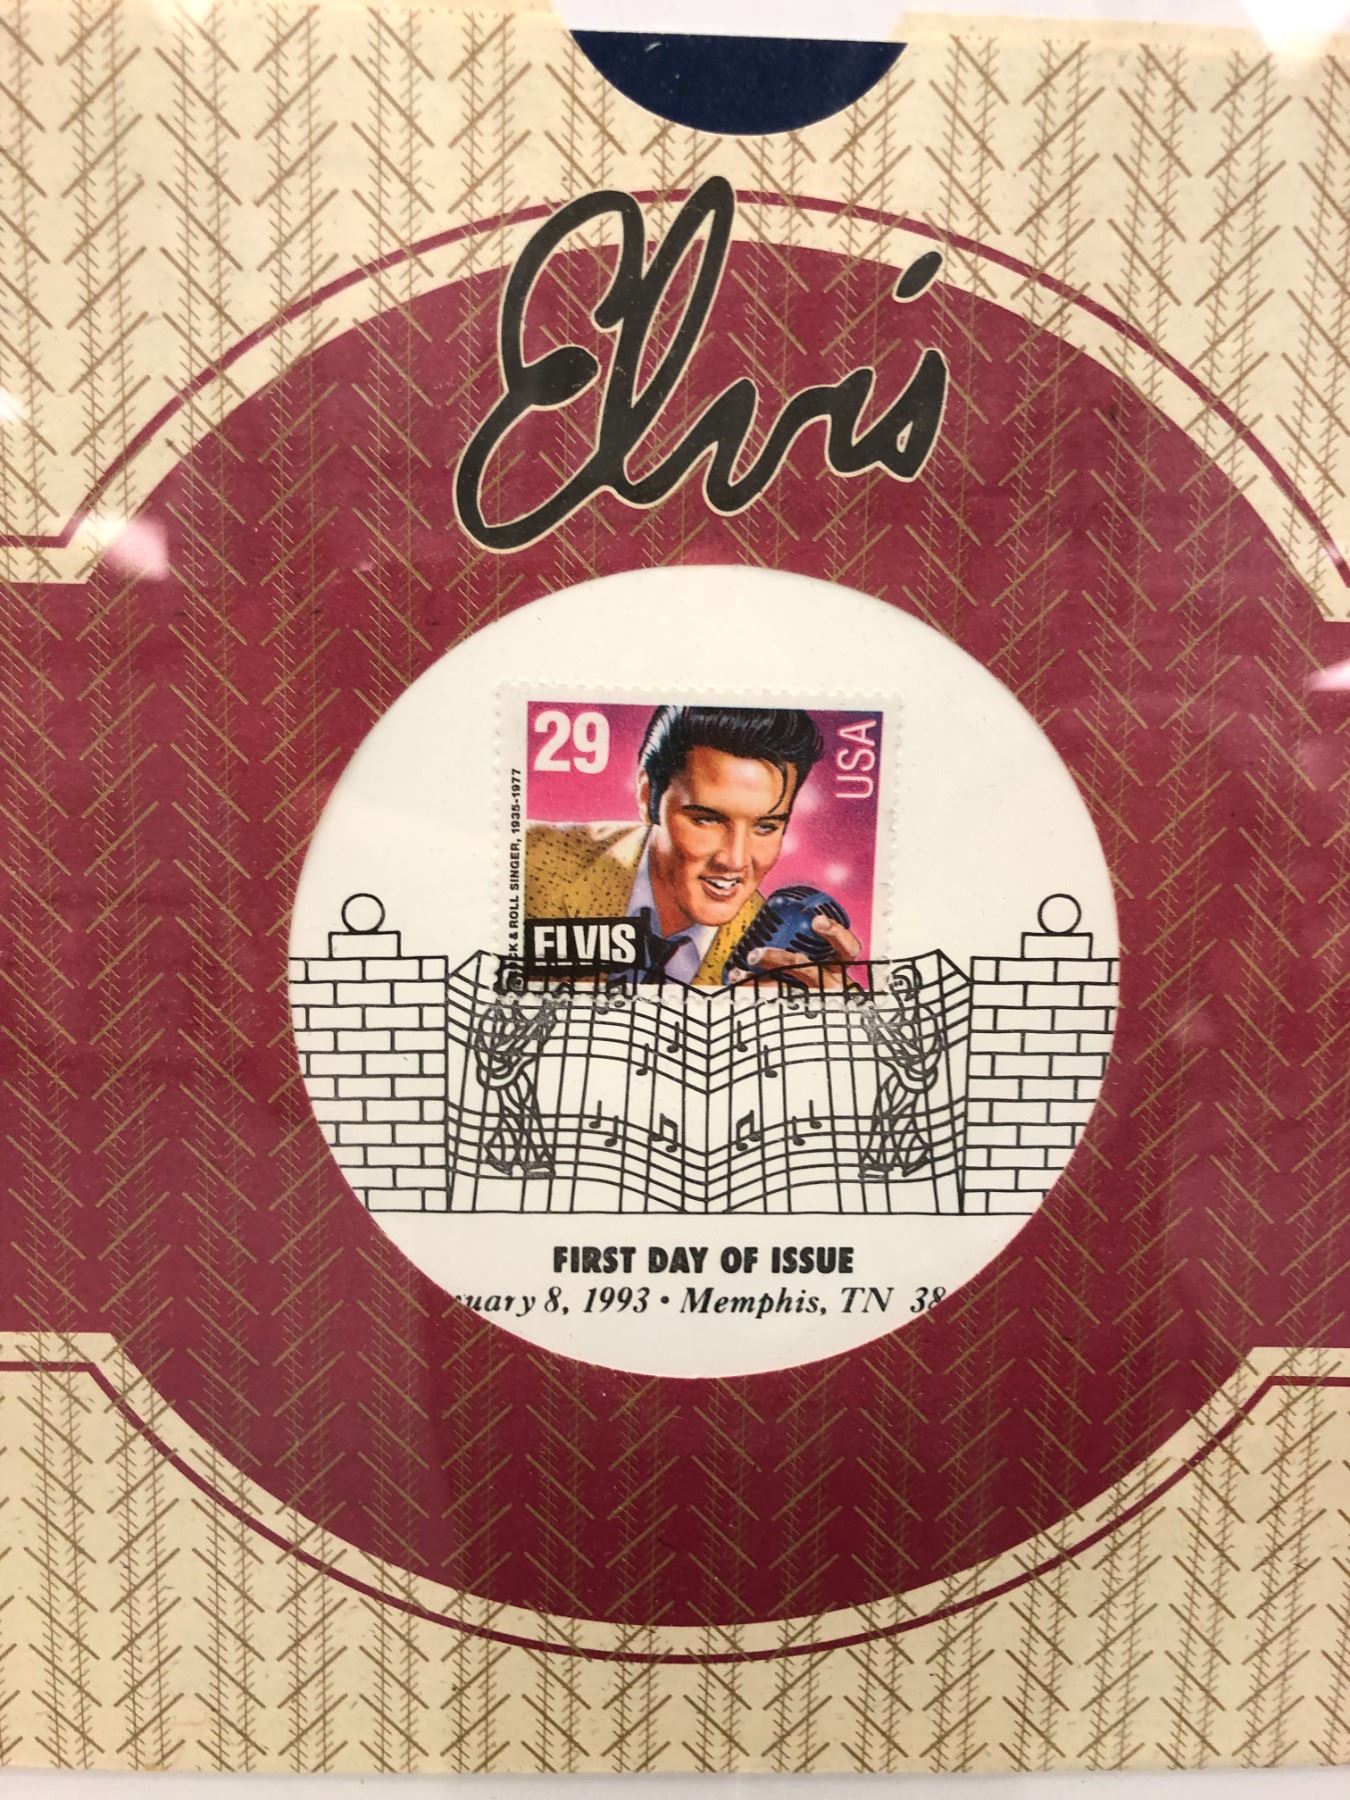 Elvis
29
USA
ROCK & ROLL SINGER, 1935-1977
ELVIS
FIRST DAY OF ISSUE
uary 8, 1993 • Memphis, TN 38